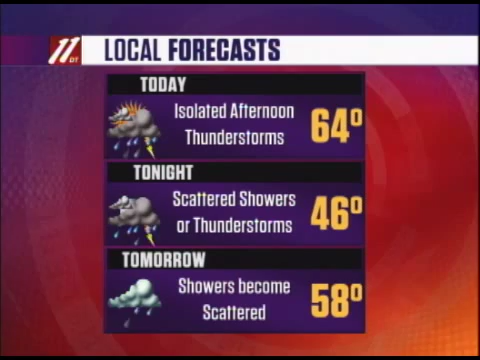 11 DT LOCAL FORECASTS
TODAY
Isolated Afternoon
Thunderstorms
64°
TONIGHT
Scattered Showers
or Thunderstorms
46°
TOMORROW
Showers become
Scattered
58°